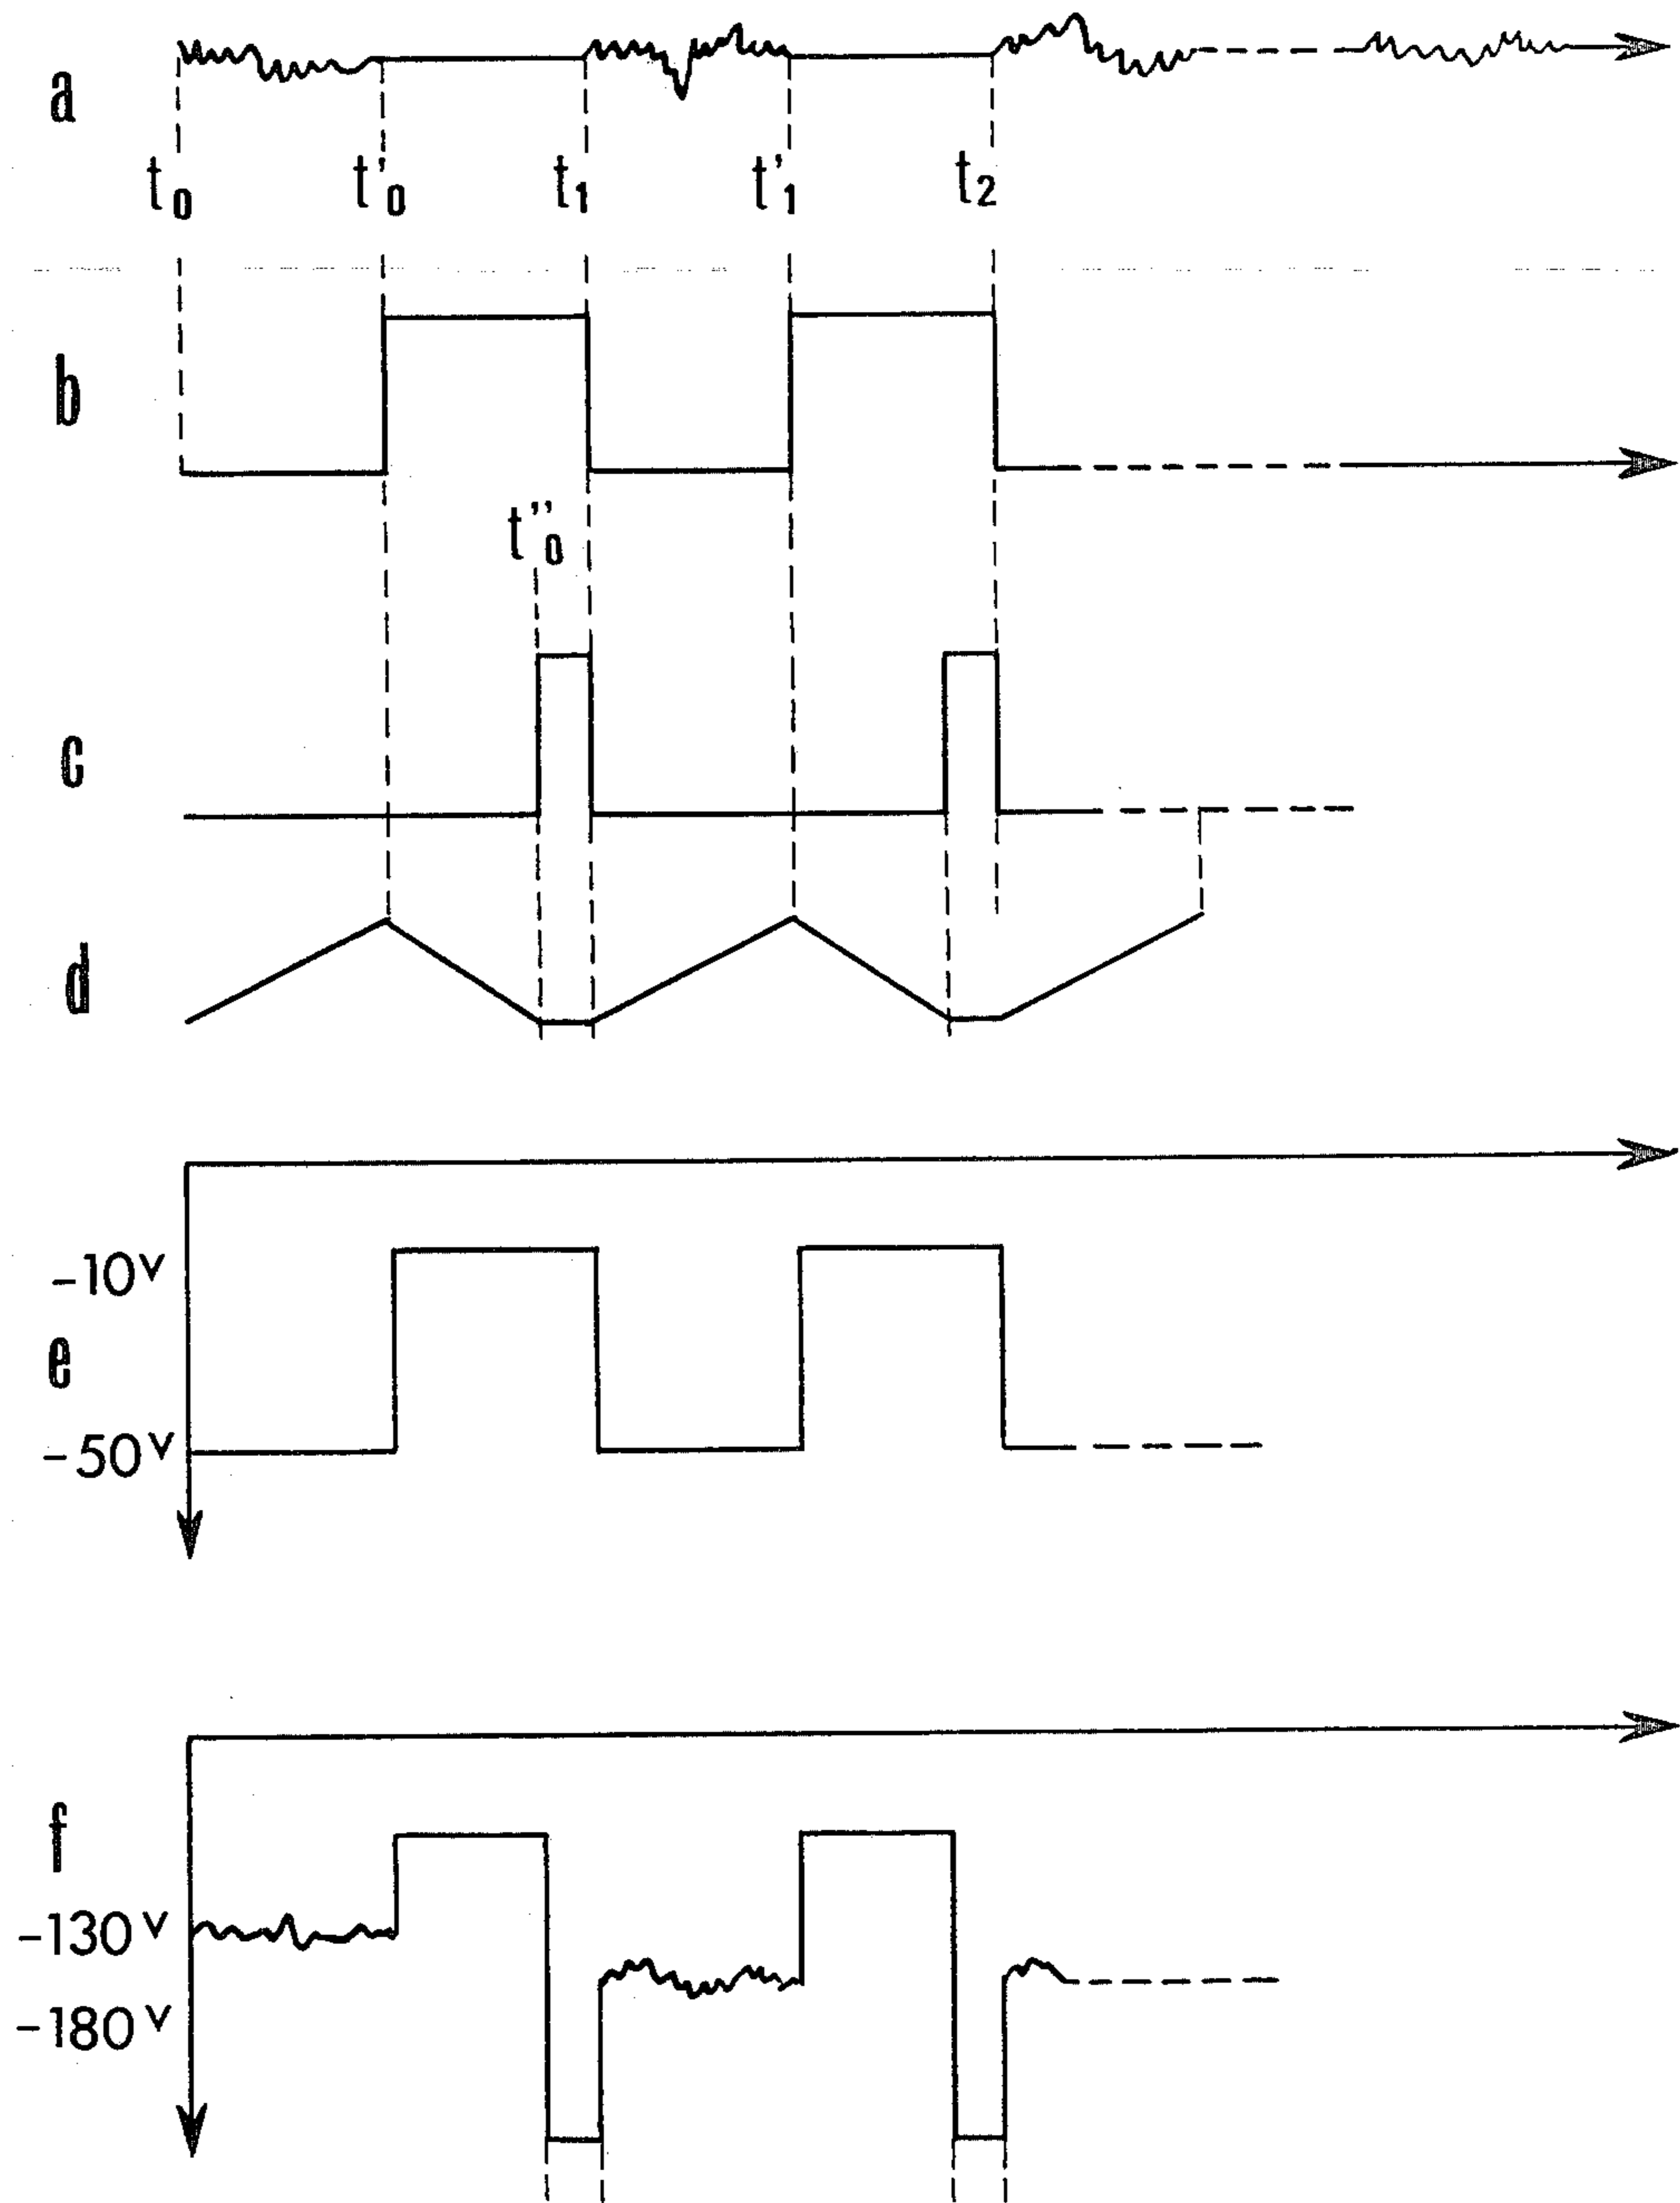 a
t₀ t'₀ t₁ t'₁ t₂
b
t''₀
c
d
-10V
e
-50V
f
-130V
-180V